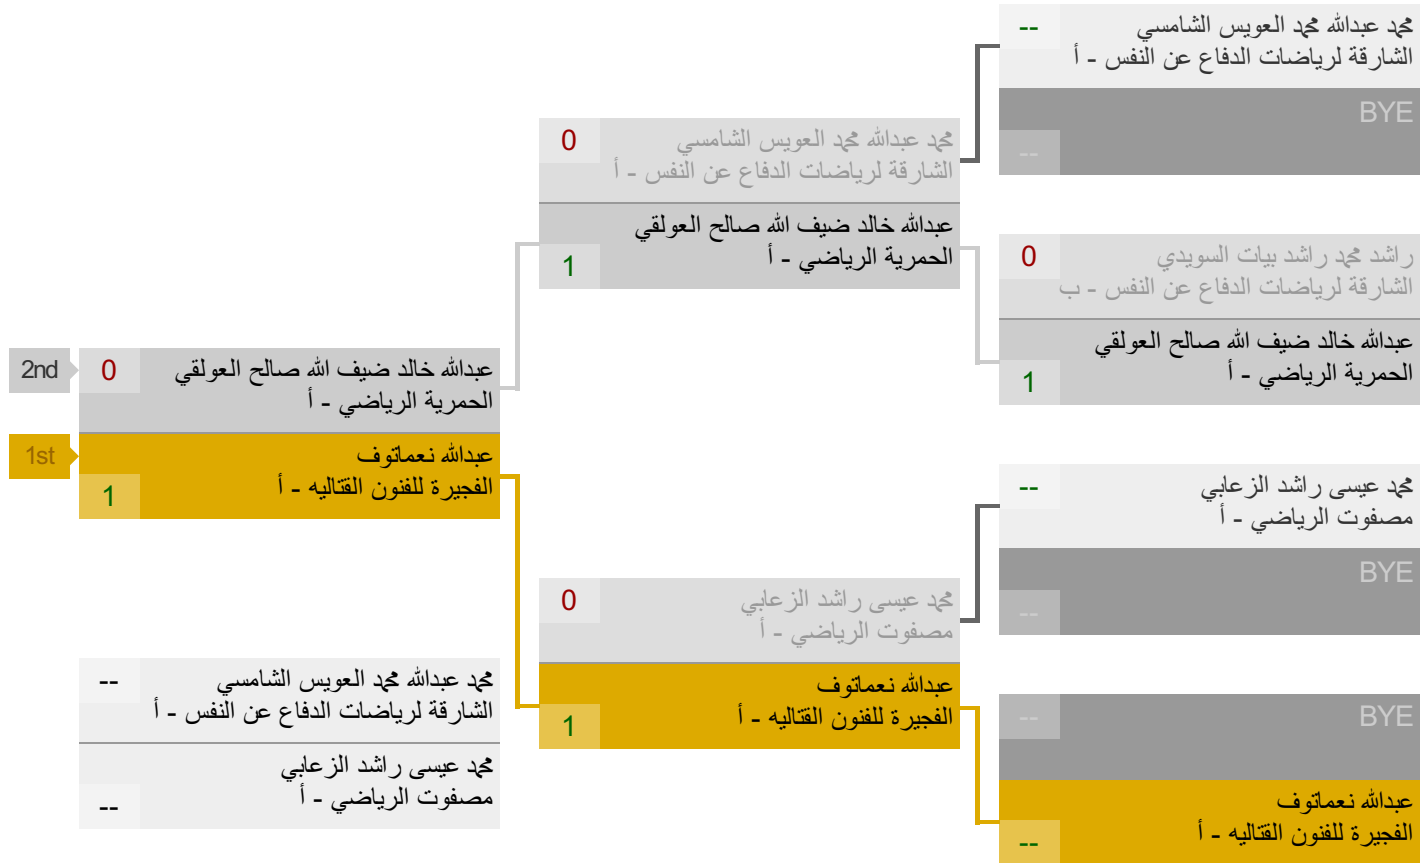 محمد عبدالله محمد العويس الشامسي
--
الشارقة لرياضات الدفاع عن النفس - أ
BYE
--
راشد محمد راشد بيات السويدي
0
الشارقة لرياضات الدفاع عن النفس - ب
عبدالله خالد ضيف الله صالح العولقي
الحمرية الرياضي - أ
1
محمد عيسى راشد الزعابي
--
مصفوت الرياضي - أ
BYE
--
BYE
--
عبدالله نعماتوف
الفجيرة للفنون القتاليه - أ
--
محمد عبدالله محمد العويس الشامسي
0
الشارقة لرياضات الدفاع عن النفس - أ
عبدالله خالد ضيف الله صالح العولقي
الحمرية الرياضي - أ
1
محمد عيسى راشد الزعابي
0
مصفوت الرياضي - أ
عبدالله نعماتوف
الفجيرة للفنون القتاليه - أ
1
2nd
0
عبدالله خالد ضيف الله صالح العولقي
الحمرية الرياضي - أ
1st
عبدالله نعماتوف
الفجيرة للفنون القتاليه - أ
1
محمد عبدالله محمد العويس الشامسي
--
الشارقة لرياضات الدفاع عن النفس - أ
محمد عيسى راشد الزعابي
مصفوت الرياضي - أ
--